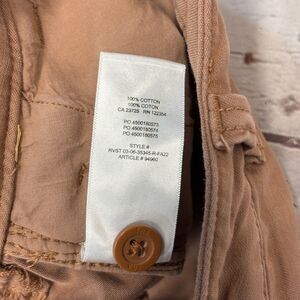 100% COTTON
100% COTON
CA 23725 RN 122354
PO 4500180573
PO 4500180574
PO 4500180575
STYLE #
RVST 03-06-35345-R-FA22
ARTICLE # 94960